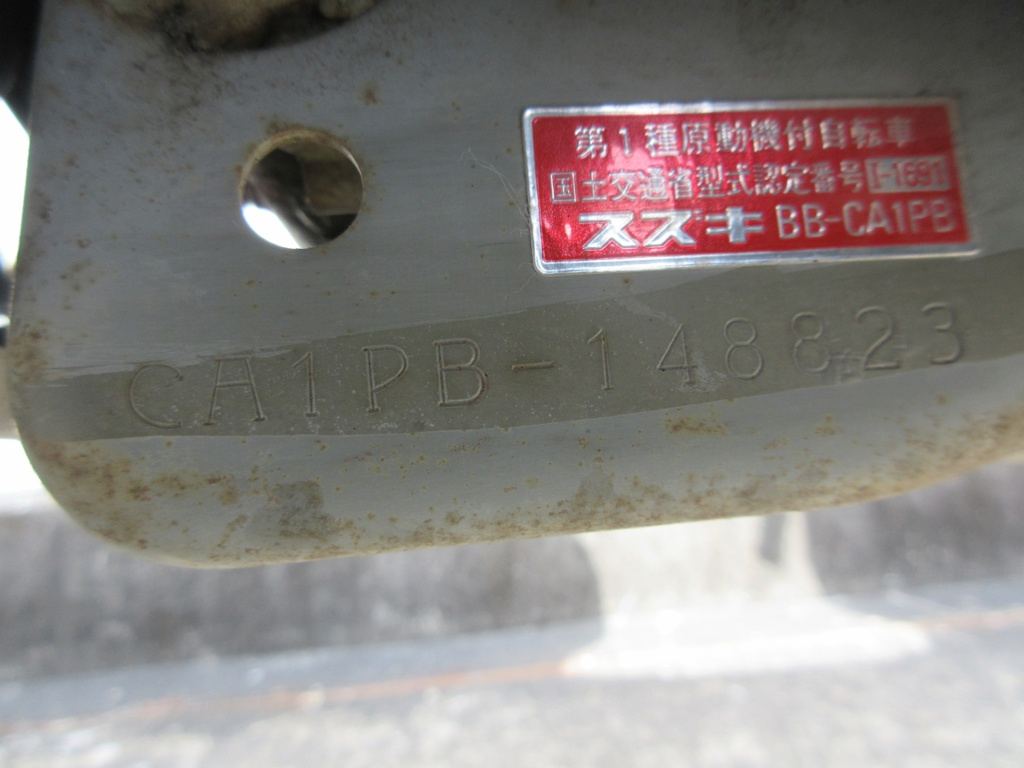 第1種原動機付自転車
国土交通省型式認定番号 I-1691
スズキ BB-CA1PB
CA1PB-148823